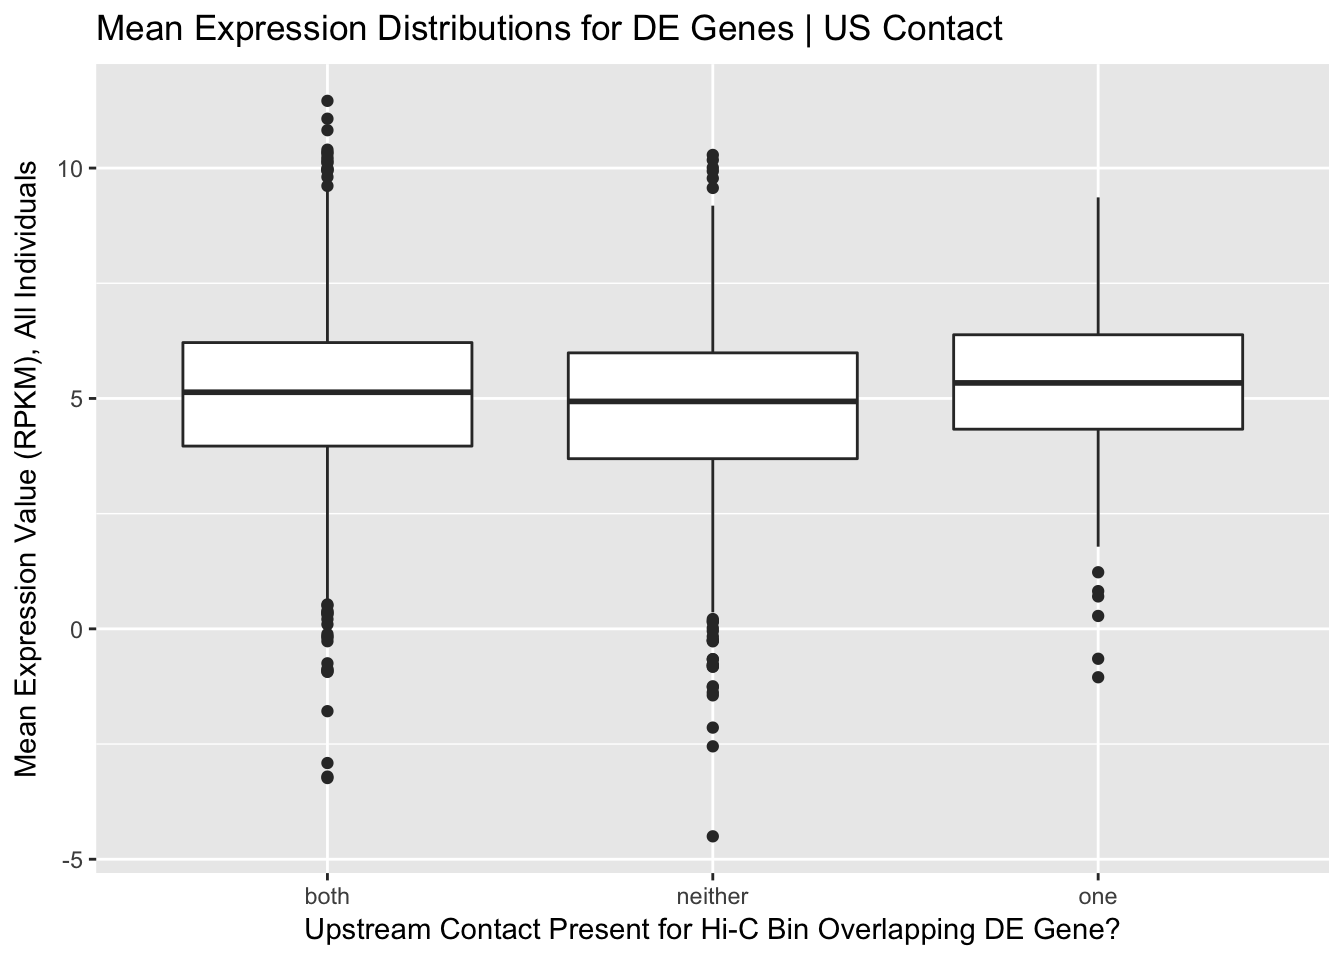 Mean Expression Distributions for DE Genes | US Contact
Mean Expression Value (RPKM), All Individuals
10
5
0
-5
both
neither
one
Upstream Contact Present for Hi-C Bin Overlapping DE Gene?